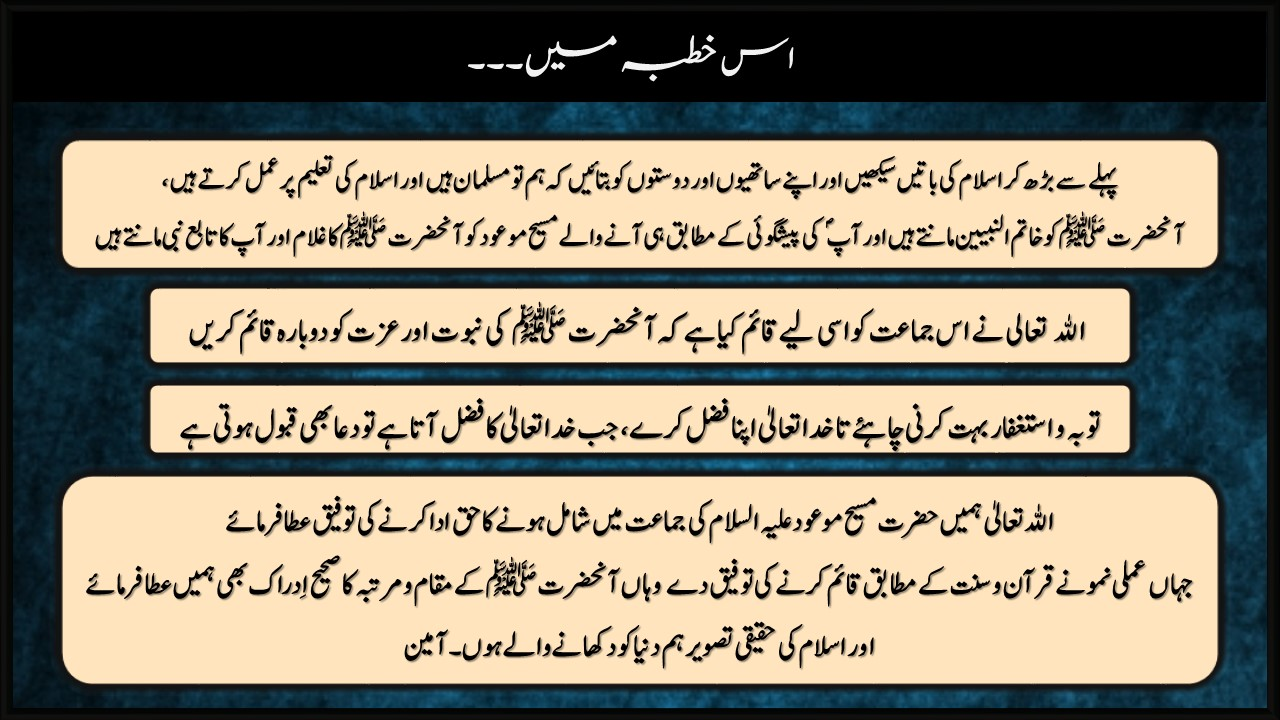 اس خطبہ میں۔۔۔
پہلے سے بڑھ کر اسلام کی باتیں سیکھیں اور اپنے ساتھیوں اور دوستوں کو بتائیں کہ ہم تو مسلمان ہیں اور اسلام کی تعلیم پر عمل کرتے ہیں،
آنحضرت ﷺ کو خاتم النبیین مانتے ہیں اور آپؐ کی پیشگوئی کے مطابق ہی آنے والے مسیح موعود کو آنحضرت ﷺ کا غلام اور آپ کا تابع نبی مانتے ہیں
اللہ تعالی نے اس جماعت کو اسی لیے قائم کیا ہے کہ آنحضرت ﷺ کی نبوت اور عزت کو دوبارہ قائم کریں
توبہ و استغفار بہت کرنی چاہئے تا خدا تعالیٰ اپنا فضل کرے، جب خدا تعالیٰ کا فضل آتا ہے تو دعا بھی قبول ہوتی ہے
اللہ تعالیٰ ہمیں حضرت مسیح موعود علیہ السلام کی جماعت میں شامل ہونے کا حق ادا کرنے کی توفیق عطا فرمائے
جہاں عملی نمونے قرآن و سنت کے مطابق قائم کرنے کی توفیق دے وہاں آنحضرت ﷺ کے مقام و مرتبہ کا صحیح اِدراک بھی ہمیں عطا فرمائے
اور اسلام کی حقیقی تصویر ہم دنیا کو دکھانے والے ہوں۔ آمین